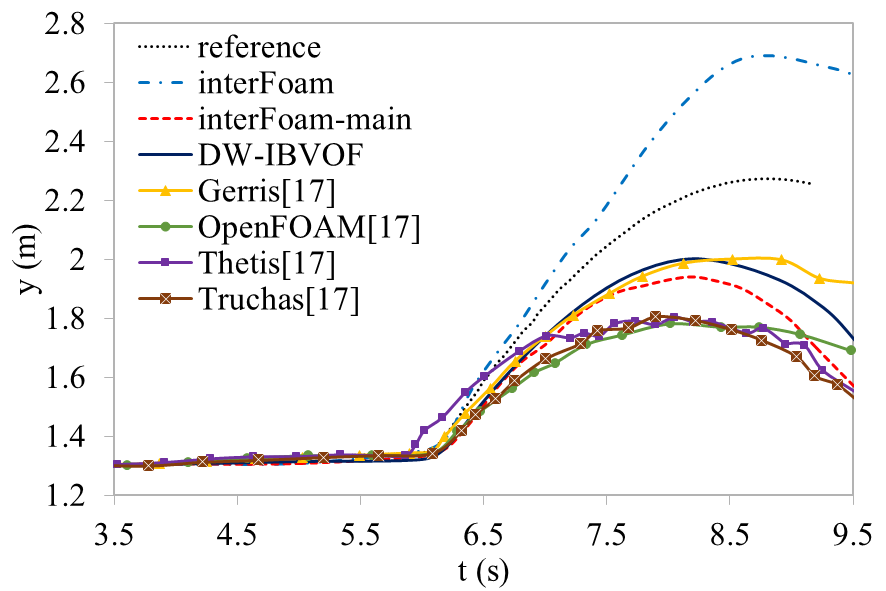 2.8
2.6
2.4
2.2
2
1.8
1.6
1.4
1.2
y (m)
reference
interFoam
interFoam-main
DW-IBVOF
Gerris[17]
OpenFOAM[17]
Thetis[17]
Truchas[17]
3.5 4.5 5.5 6.5 7.5 8.5 9.5
t (s)